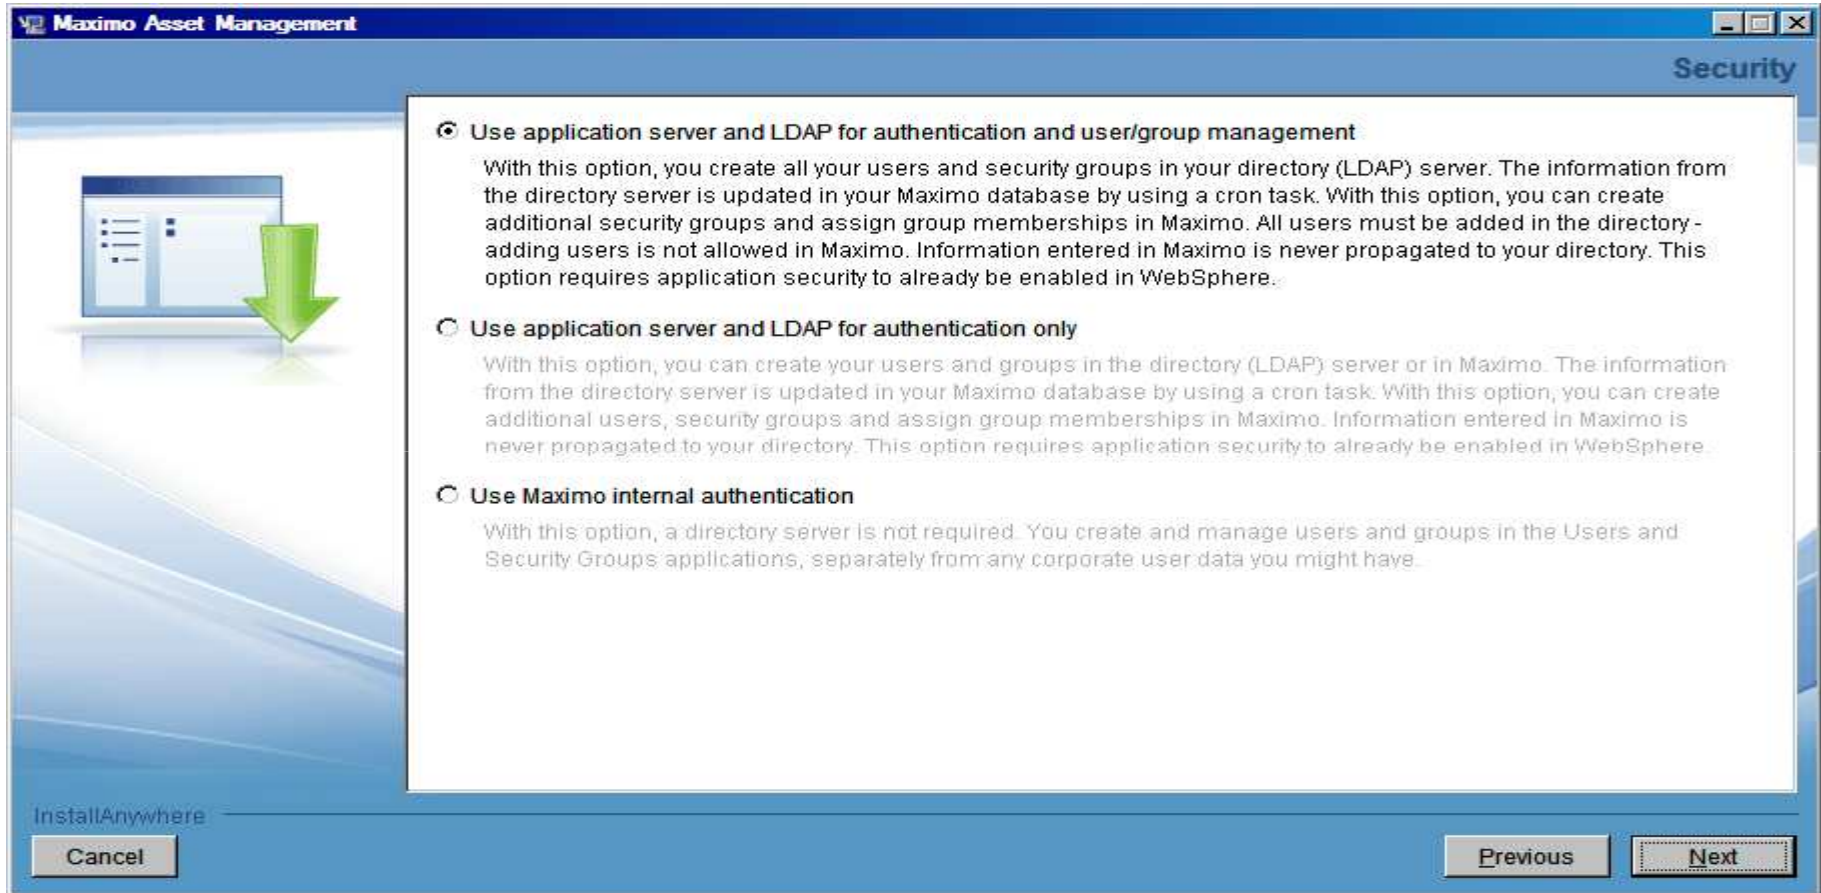 Maximo Asset Management
Security
Use application server and LDAP for authentication and user/group management
With this option, you create all your users and security groups in your directory (LDAP) server. The information from
the directory server is updated in your Maximo database by using a cron task. With this option, you can create
additional security groups and assign group memberships in Maximo. All users must be added in the directory -
adding users is not allowed in Maximo. Information entered in Maximo is never propagated to your directory. This
option requires application security to already be enabled in WebSphere.
Use application server and LDAP for authentication only
With this option, you can create your users and groups in the directory (LDAP) server or in Maximo. The information
from the directory server is updated in your Maximo database by using a cron task. With this option, you can create
additional users, security groups and assign group memberships in Maximo. Information entered in Maximo is
never propagated to your directory. This option requires application security to already be enabled in WebSphere.
Use Maximo internal authentication
With this option, a directory server is not required. You create and manage users and groups in the Users and
Security Groups applications, separately from any corporate user data you might have.
InstallAnywhere
Cancel
Previous
Next